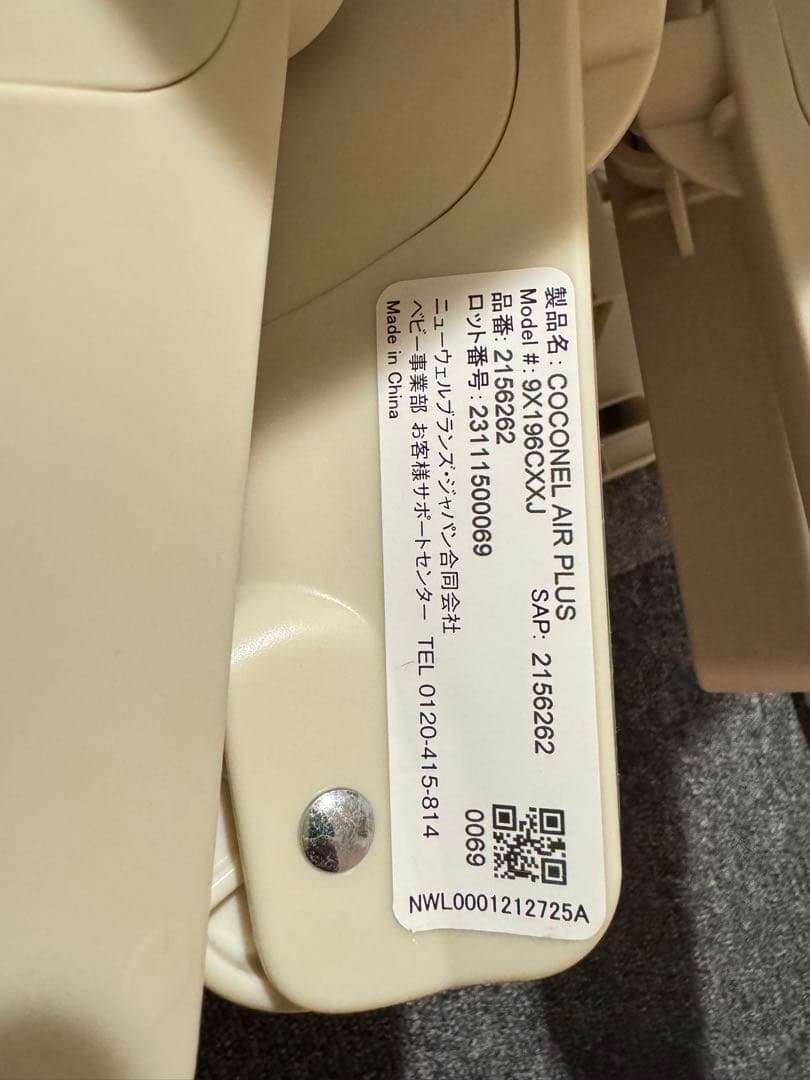 製品名: COCONEL AIR PLUS
Model #: 9X196CXXJ SAP: 2156262
品番: 2156262
ロット番号: 23111500069
ニューウェルブランズ・ジャパン合同会社
ベビー事業部 お客様サポートセンター TEL 0120-415-814
Made in China
0069
NWL0001212725A